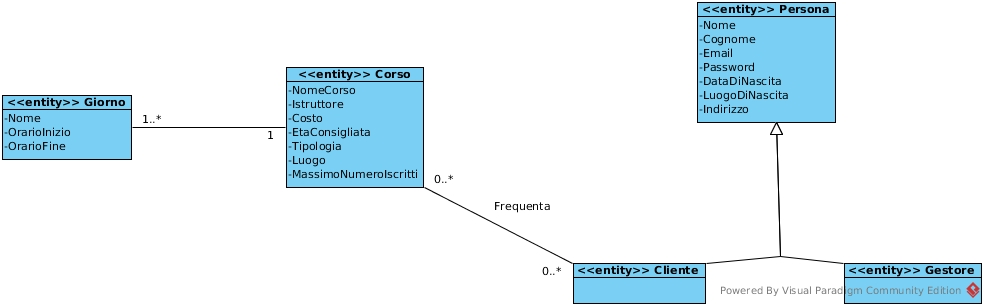 <<entity>> Persona
-Nome
-Cognome
-Email
-Password
-DataDiNascita
-LuogoDiNascita
-Indirizzo
<<entity>> Corso
-NomeCorso
-Istruttore
-Costo
-EtaConsigliata
-Tipologia
-Luogo
-MassimoNumeroIscritti
<<entity>> Giorno
-Nome
-OrarioInizio
-OrarioFine
1..*
1
0..*
Frequenta
0..*
<<entity>> Cliente
<<entity>> Gestore
Powered By Visual Paradigm Community Edition